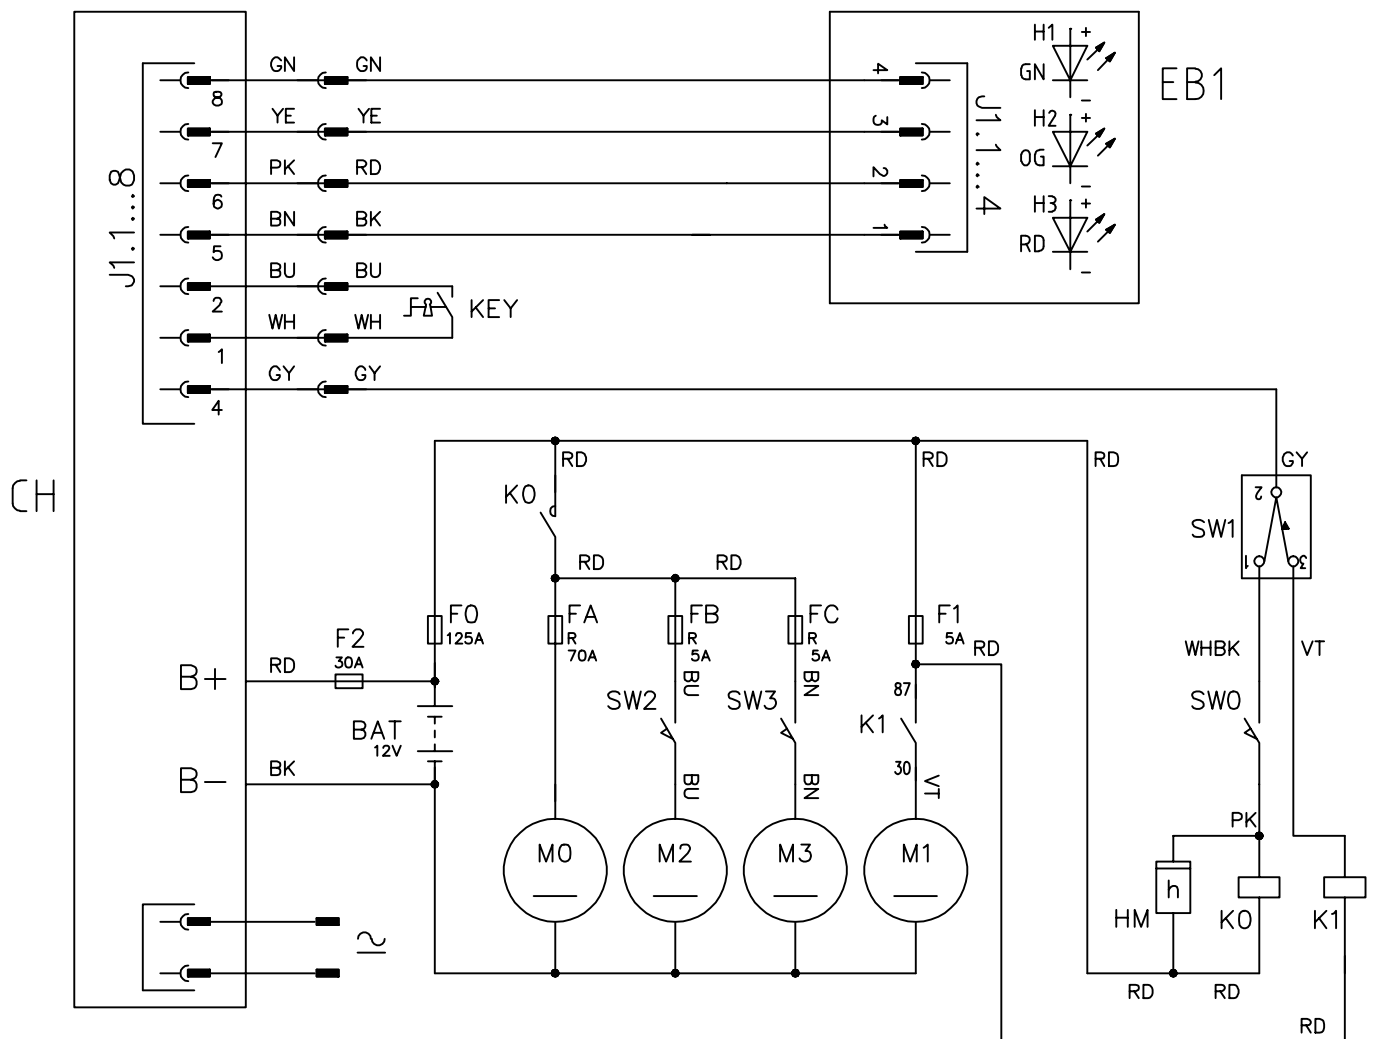 H1 +
GN
-
EB1
H2 +
OG
-
H3 +
RD
-
J1.1...4
4
3
2
1
J1.1...8
GN GN
8
YE YE
7
PK RD
6
BN BK
5
BU BU
2
KEY
WH WH
1
GY GY
4
CH
RD RD RD GY
K0
2
SW1
1 3
RD RD
F0
125A
FA
R
70A
FB
R
5A
FC
R
5A
F1
5A
RD
F2
30A
WHBK VT
B+ RD
BU BN 87
SW2 SW3 K1 SW0
BAT
12V
B- BK
30
BU BN VT
PK
M0 M2 M3 M1
h
HM K0 K1
RD RD
RD